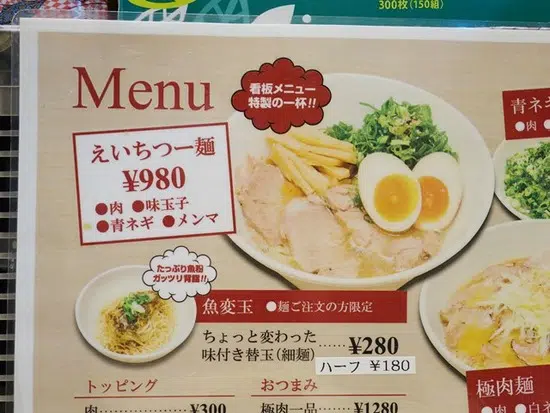 300枚(150組)
Menu
看板メニュー
特製の一杯!!
えいちつー麺
¥980
●肉 ●味玉子
●青ネギ ●メンマ
青ネギ
●肉
たっぷり魚粉
ガッツリ背脂!!
魚変玉 ●麺ご注文の方限定
ちょっと変わった
味付き替玉(細麺)……¥280
ハーフ ¥180
トッピング
肉……¥300
おつまみ
極肉一品……¥1280
極肉麺
●肉